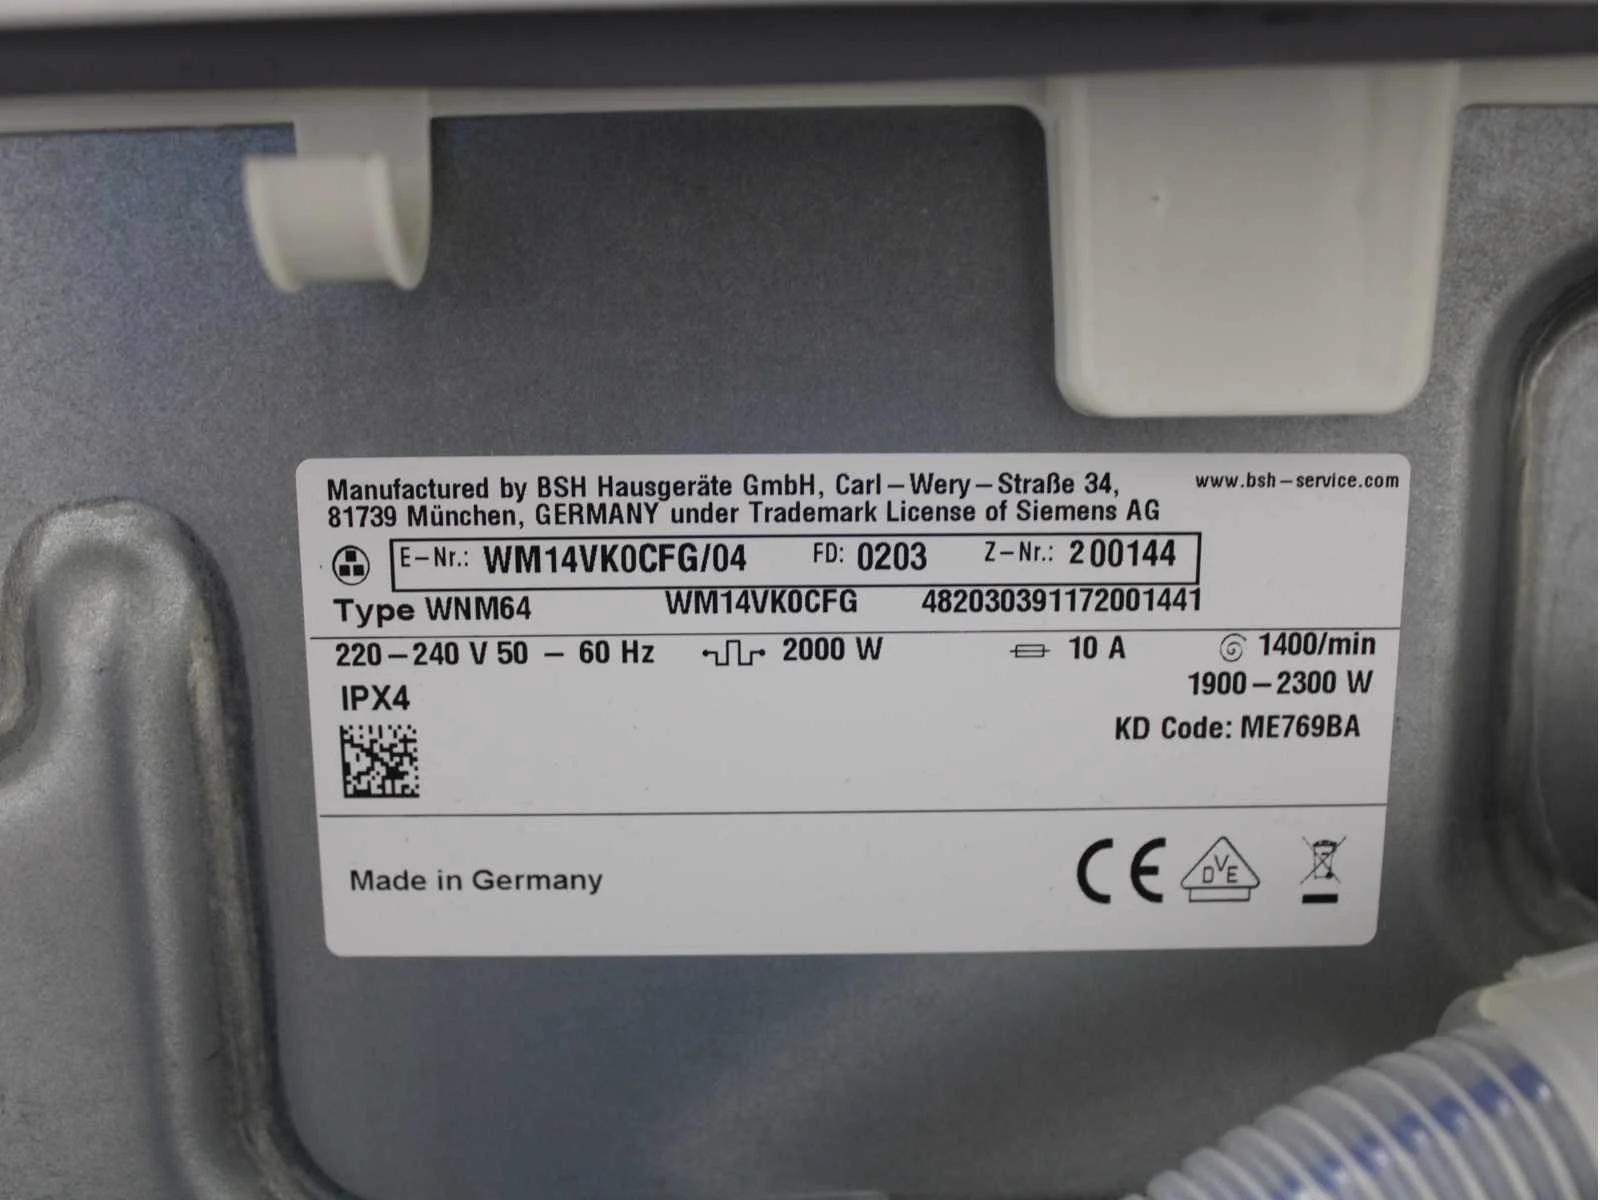 Manufactured by BSH Hausgeräte GmbH, Carl-Wery-Straße 34, www.bsh-service.com
81739 München, GERMANY under Trademark License of Siemens AG
E-Nr.: WM14VK0CFG/04 FD: 0203 Z-Nr.: 200144
Type WNM64 WM14VK0CFG 482030391172001441
220-240 V 50 - 60 Hz 2000 W 10 A 1400/min
IPX4 1900-2300 W
KD Code: ME769BA
Made in Germany CE DVE